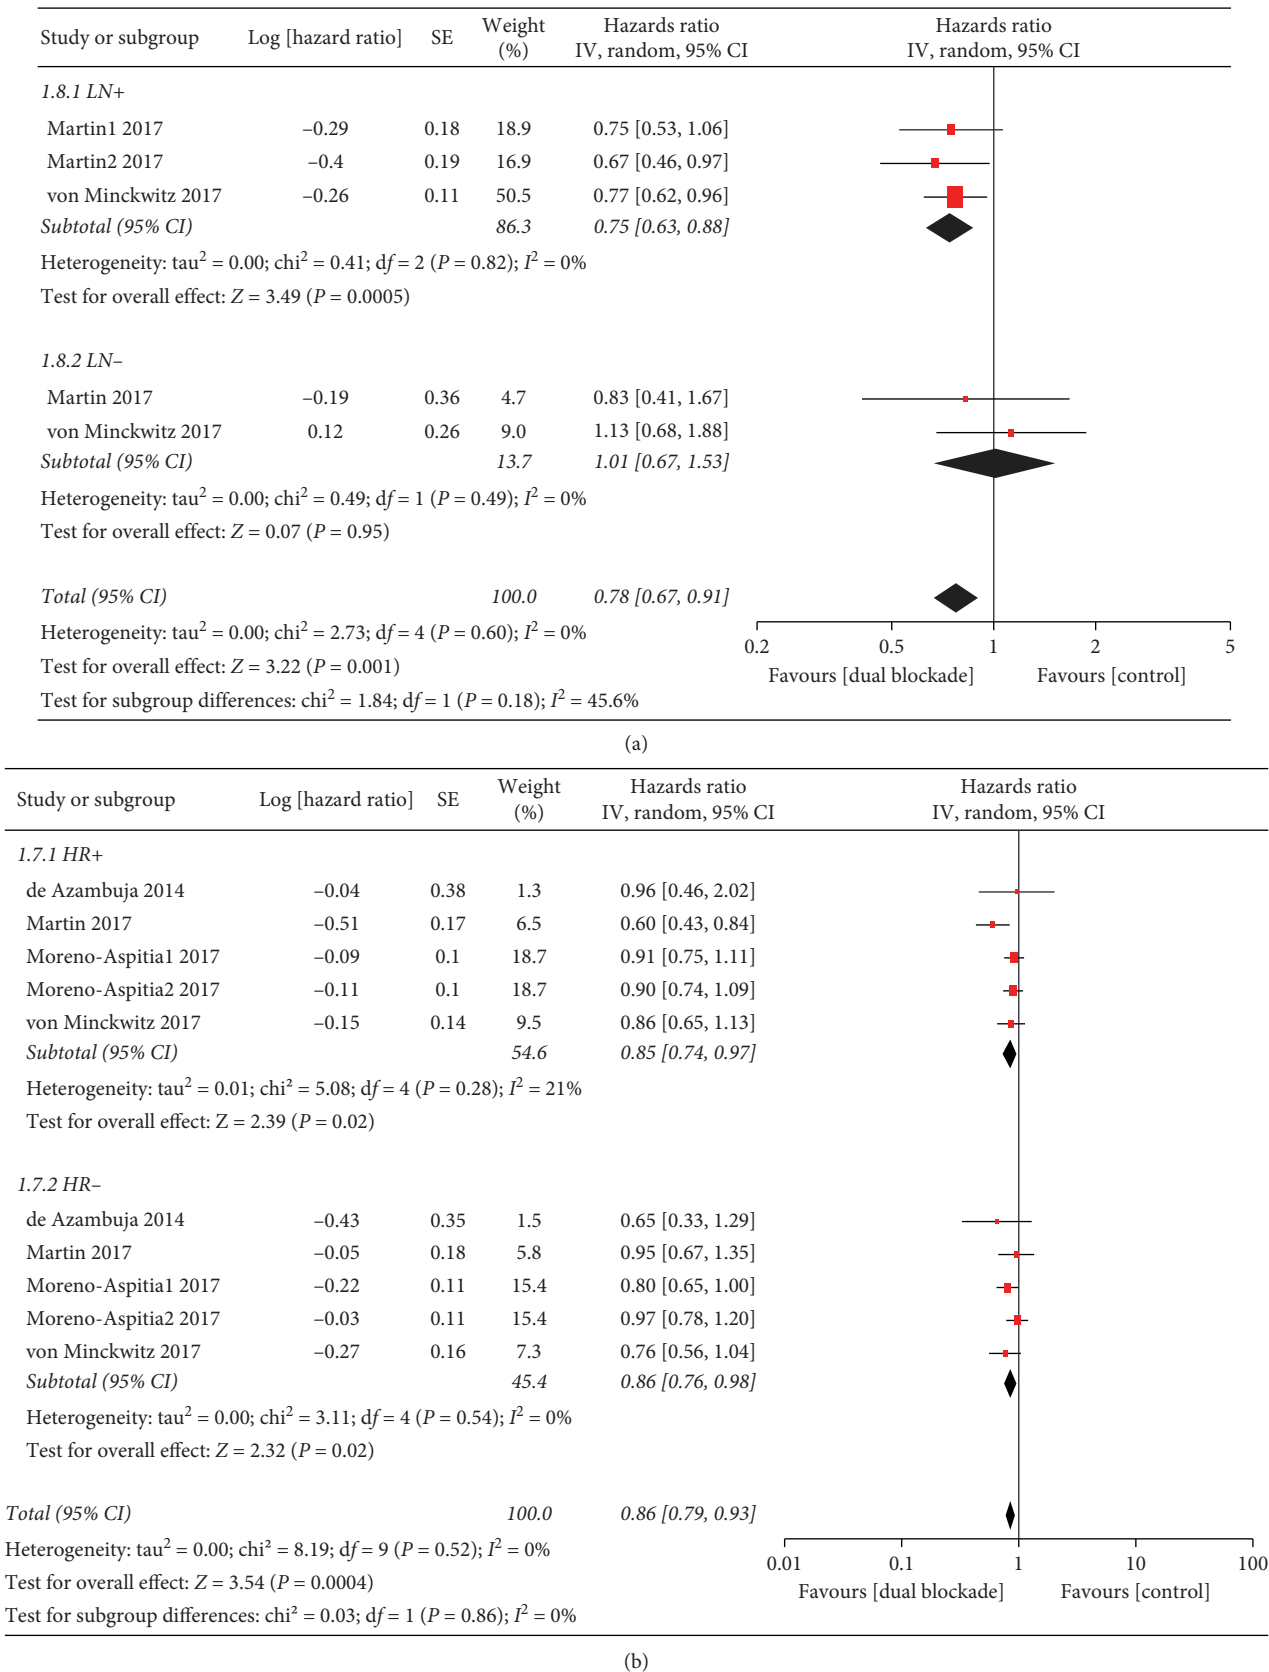 Study or subgroup Log [hazard ratio] SE Weight (%) Hazards ratio IV, random, 95% CI Hazards ratio IV, random, 95% CI
1.8.1 LN+
Martin1 2017 –0.29 0.18 18.9 0.75 [0.53, 1.06]
Martin2 2017 –0.4 0.19 16.9 0.67 [0.46, 0.97]
von Minckwitz 2017 –0.26 0.11 50.5 0.77 [0.62, 0.96]
Subtotal (95% CI) 86.3 0.75 [0.63, 0.88]
Heterogeneity: tau² = 0.00; chi² = 0.41; df = 2 (P = 0.82); I² = 0%
Test for overall effect: Z = 3.49 (P = 0.0005)
1.8.2 LN–
Martin 2017 –0.19 0.36 4.7 0.83 [0.41, 1.67]
von Minckwitz 2017 0.12 0.26 9.0 1.13 [0.68, 1.88]
Subtotal (95% CI) 13.7 1.01 [0.67, 1.53]
Heterogeneity: tau² = 0.00; chi² = 0.49; df = 1 (P = 0.49); I² = 0%
Test for overall effect: Z = 0.07 (P = 0.95)
Total (95% CI) 100.0 0.78 [0.67, 0.91]
Heterogeneity: tau² = 0.00; chi² = 2.73; df = 4 (P = 0.60); I² = 0%
Test for overall effect: Z = 3.22 (P = 0.001)
Test for subgroup differences: chi² = 1.84; df = 1 (P = 0.18); I² = 45.6%
0.2 0.5 1 2 5
Favours [dual blockade] Favours [control]
(a)
Study or subgroup Log [hazard ratio] SE Weight (%) Hazards ratio IV, random, 95% CI Hazards ratio IV, random, 95% CI
1.7.1 HR+
de Azambuja 2014 –0.04 0.38 1.3 0.96 [0.46, 2.02]
Martin 2017 –0.51 0.17 6.5 0.60 [0.43, 0.84]
Moreno-Aspitia1 2017 –0.09 0.1 18.7 0.91 [0.75, 1.11]
Moreno-Aspitia2 2017 –0.11 0.1 18.7 0.90 [0.74, 1.09]
von Minckwitz 2017 –0.15 0.14 9.5 0.86 [0.65, 1.13]
Subtotal (95% CI) 54.6 0.85 [0.74, 0.97]
Heterogeneity: tau² = 0.01; chi² = 5.08; df = 4 (P = 0.28); I² = 21%
Test for overall effect: Z = 2.39 (P = 0.02)
1.7.2 HR–
de Azambuja 2014 –0.43 0.35 1.5 0.65 [0.33, 1.29]
Martin 2017 –0.05 0.18 5.8 0.95 [0.67, 1.35]
Moreno-Aspitia1 2017 –0.22 0.11 15.4 0.80 [0.65, 1.00]
Moreno-Aspitia2 2017 –0.03 0.11 15.4 0.97 [0.78, 1.20]
von Minckwitz 2017 –0.27 0.16 7.3 0.76 [0.56, 1.04]
Subtotal (95% CI) 45.4 0.86 [0.76, 0.98]
Heterogeneity: tau² = 0.00; chi² = 3.11; df = 4 (P = 0.54); I² = 0%
Test for overall effect: Z = 2.32 (P = 0.02)
Total (95% CI) 100.0 0.86 [0.79, 0.93]
Heterogeneity: tau² = 0.00; chi² = 8.19; df = 9 (P = 0.52); I² = 0%
Test for overall effect: Z = 3.54 (P = 0.0004)
Test for subgroup differences: chi² = 0.03; df = 1 (P = 0.86); I² = 0%
0.01 0.1 1 10 100
Favours [dual blockade] Favours [control]
(b)